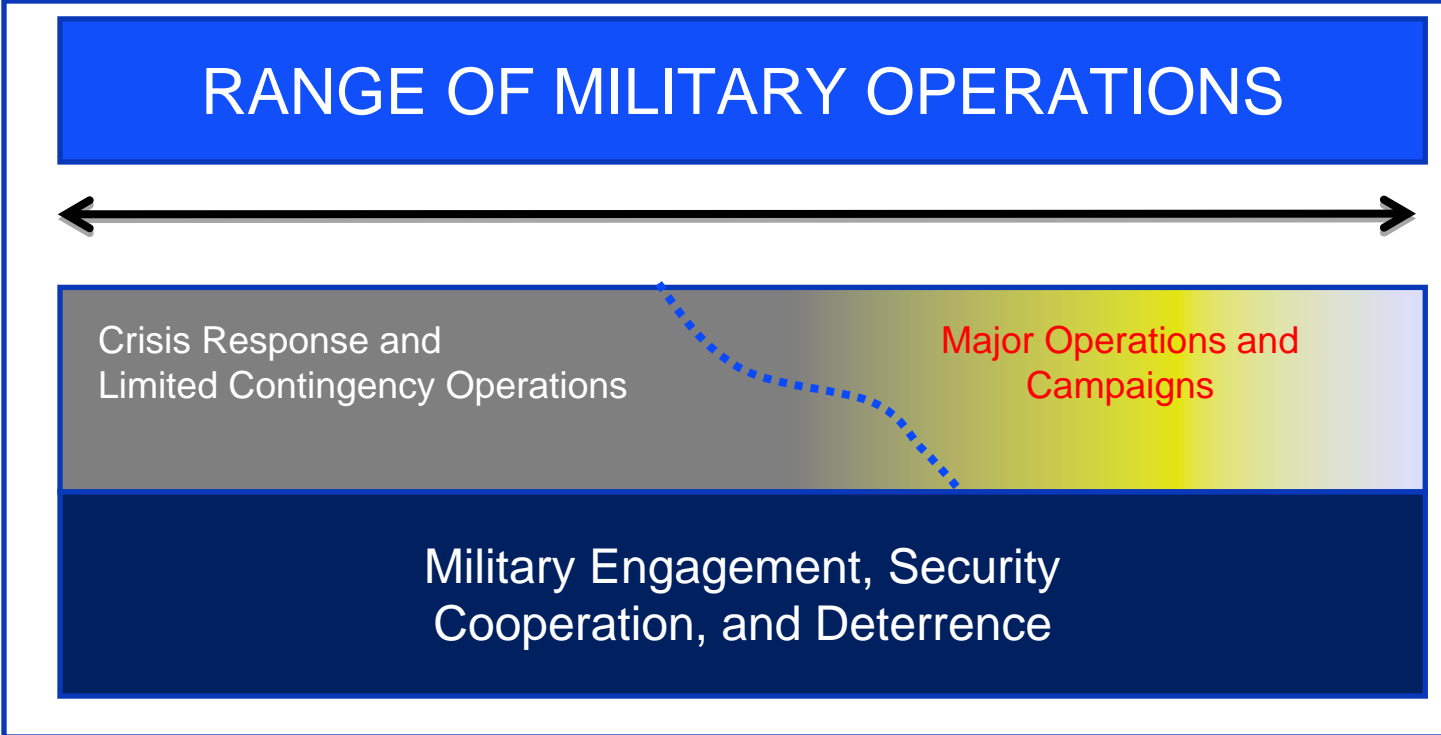 RANGE OF MILITARY OPERATIONS
Crisis Response and
Limited Contingency Operations
Major Operations and
Campaigns
Military Engagement, Security
Cooperation, and Deterrence